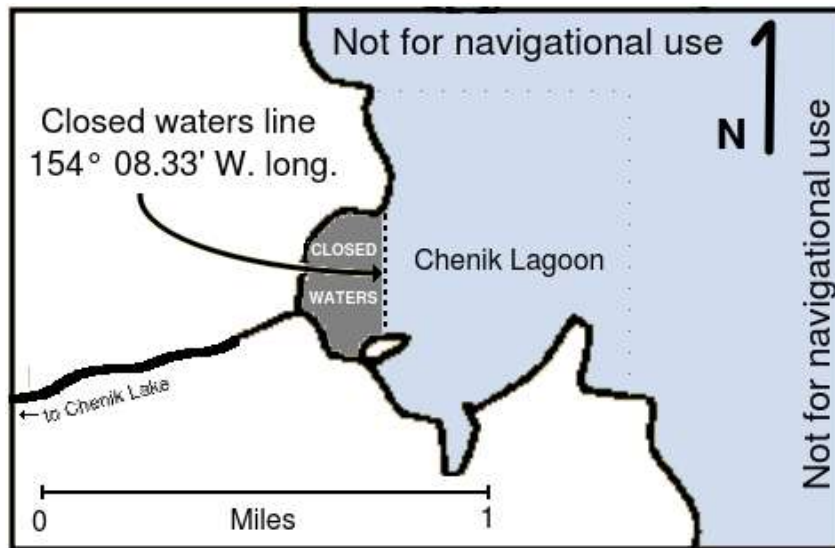 Not for navigational use
Closed waters line
154° 08.33' W. long.
N
Not for navigational use
CLOSED
WATERS
Chenik Lagoon
← to Chenik Lake
0 Miles 1